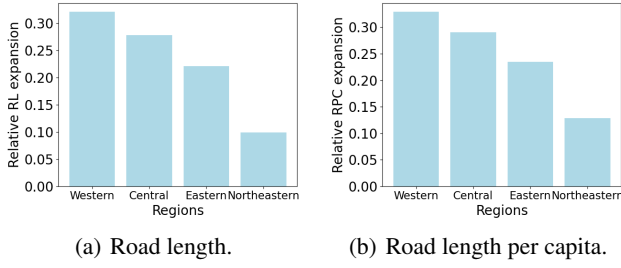 Relative RL expansion
0.30
0.25
0.20
0.15
0.10
0.05
0.00
Western Central Eastern Northeastern
Regions
(a) Road length.
Relative RPC expansion
0.30
0.25
0.20
0.15
0.10
0.05
0.00
Western Central Eastern Northeastern
Regions
(b) Road length per capita.